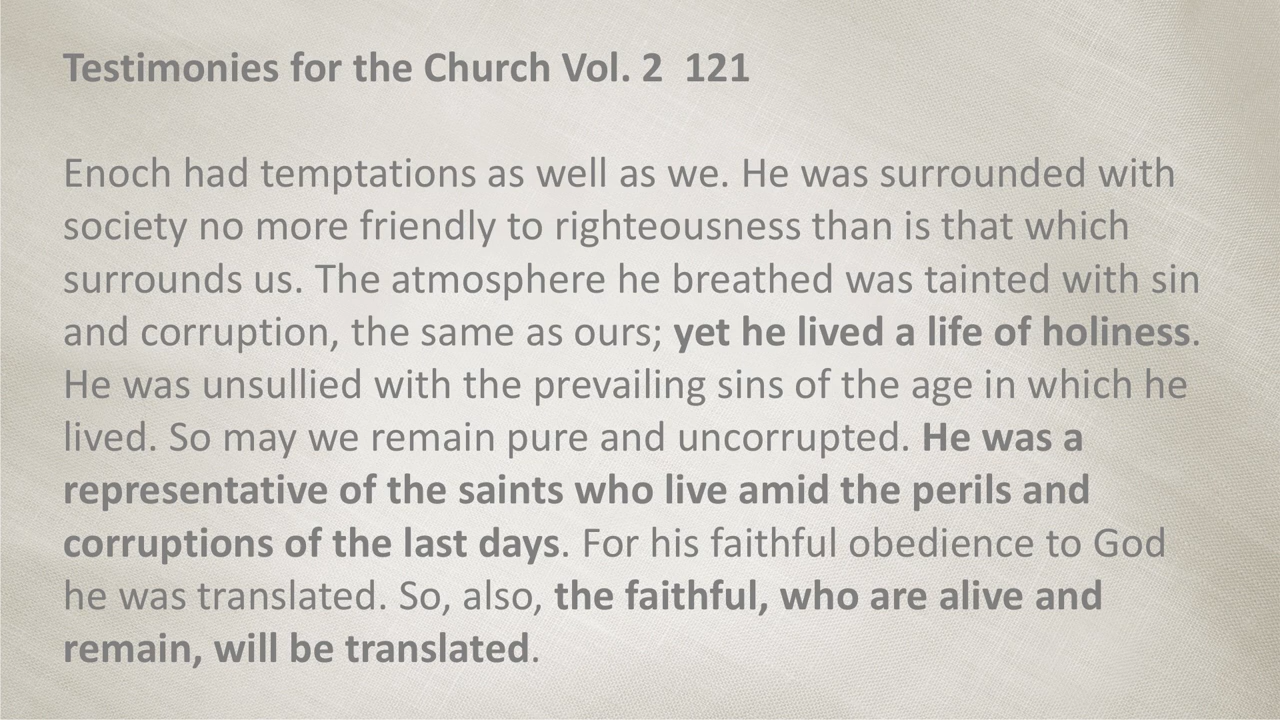 Testimonies for the Church Vol. 2  121
Enoch had temptations as well as we. He was surrounded with
society no more friendly to righteousness than is that which
surrounds us. The atmosphere he breathed was tainted with sin
and corruption, the same as ours; yet he lived a life of holiness.
He was unsullied with the prevailing sins of the age in which he
lived. So may we remain pure and uncorrupted. He was a
representative of the saints who live amid the perils and
corruptions of the last days. For his faithful obedience to God
he was translated. So, also, the faithful, who are alive and
remain, will be translated.